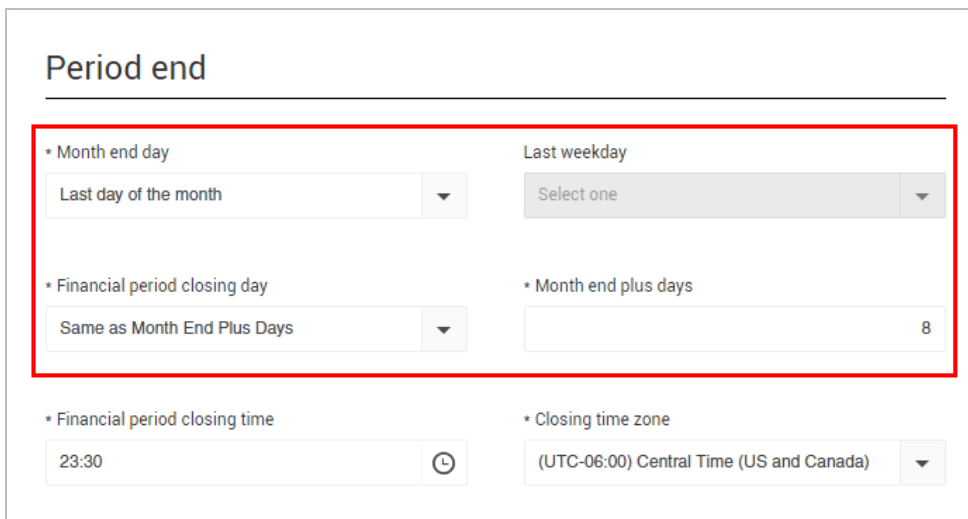 Period end
* Month end day
Last weekday
Last day of the month
Select one
* Financial period closing day
* Month end plus days
Same as Month End Plus Days
8
* Financial period closing time
* Closing time zone
23:30
(UTC-06:00) Central Time (US and Canada)